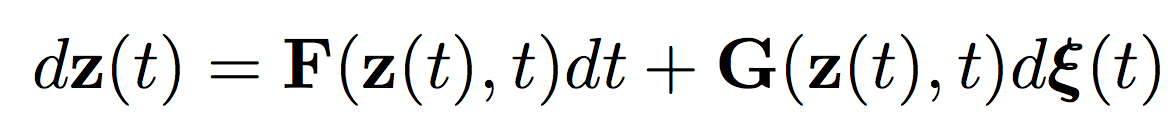 d𝐳(t) = 𝐅(𝐳(t), t)dt + 𝐆(𝐳(t), t)d𝛏(t)